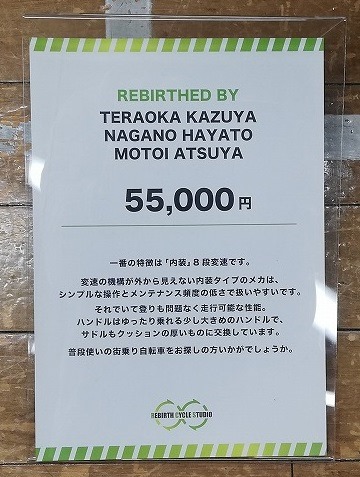 REBIRTHED BY
TERAOKA KAZUYA
NAGANO HAYATO
MOTOI ATSUYA
55,000円
一番の特徴は「内装」8段変速です。
変速の機構が外から見えない内装タイプのメカは、
シンプルな操作とメンテナンス頻度の低さで扱いやすいです。
それでいて登りも問題なく走行可能な性能。
ハンドルはゆったり乗れる少し大きめのハンドルで、
サドルもクッションの厚いものに交換しています。
普段使いの街乗り自転車をお探しの方いかがでしょうか。
REBIRTH CYCLE STUDIO